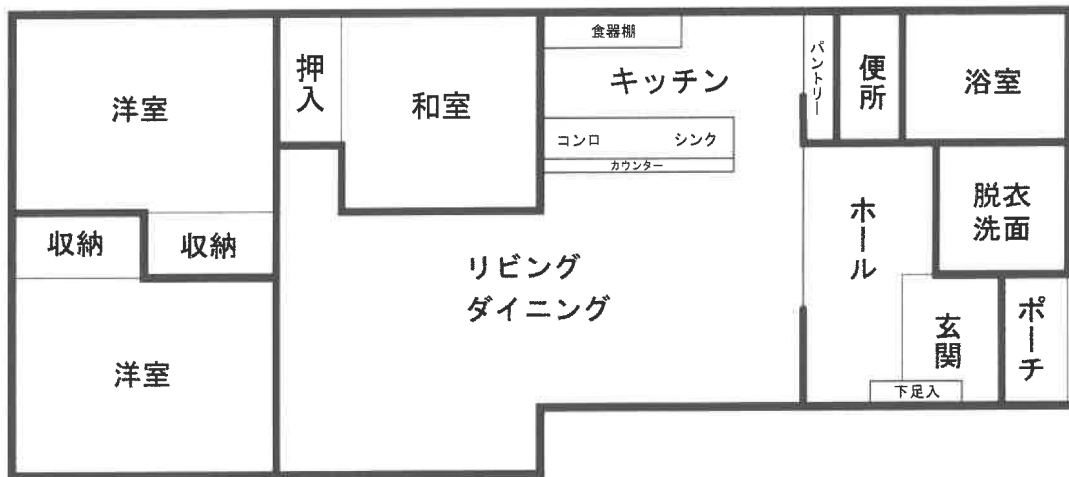 洋室
押入
和室
食器棚
キッチン
パントリー
便所
浴室
コンロ
シンク
カウンター
脱衣
洗面
収納
収納
ホール
リビング
ダイニング
洋室
玄関
ポーチ
下足入